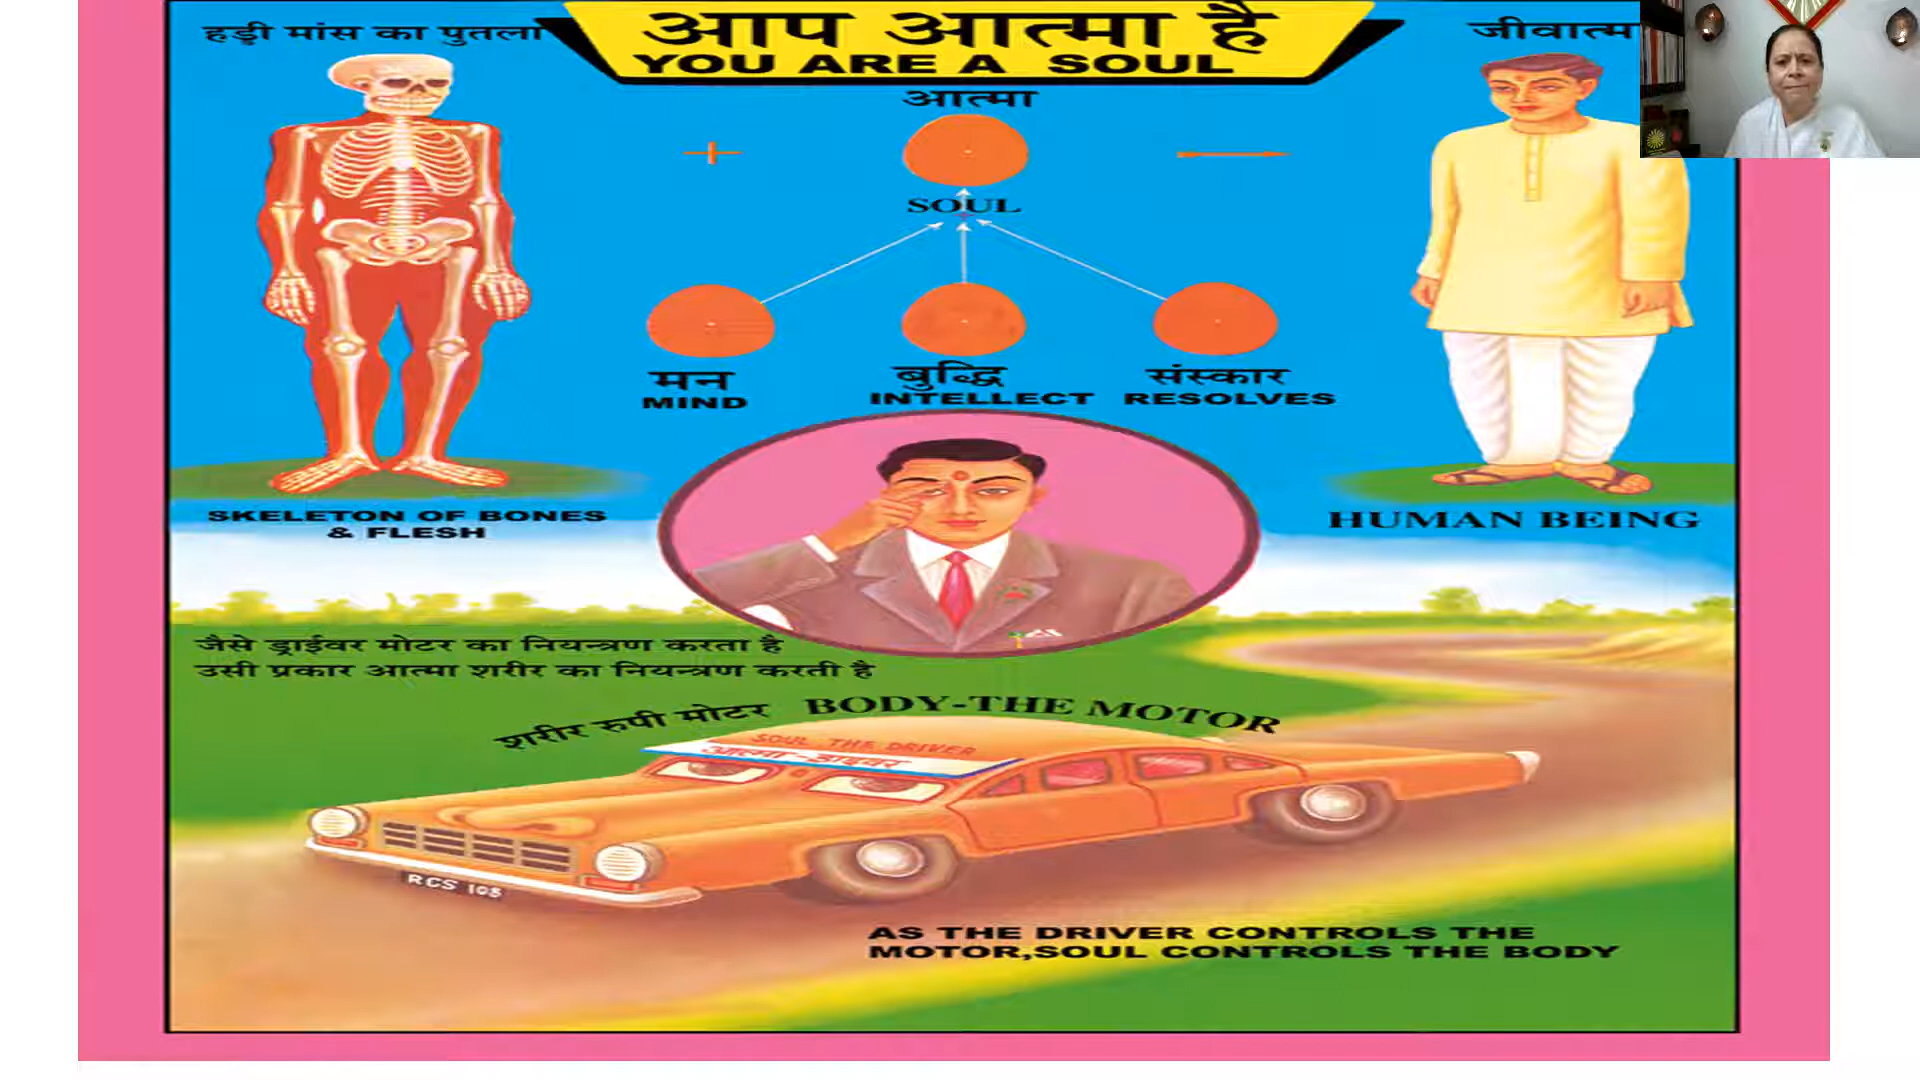 हड्डी मांस का पुतला
आप आत्मा है
YOU ARE A SOUL
जीवात्म
आत्मा
SOUL
मन
MIND
बुद्धि
INTELLECT
संस्कार
RESOLVES
SKELETON OF BONES
& FLESH
HUMAN BEING
जैसे ड्राईवर मोटर का नियन्त्रण करता है
उसी प्रकार आत्मा शरीर का नियन्त्रण करती है
शरीर रुपी मोटर BODY-THE MOTOR
SOUL THE DRIVER
आत्मा-ड्राइवर
RCS 108
AS THE DRIVER CONTROLS THE
MOTOR,SOUL CONTROLS THE BODY